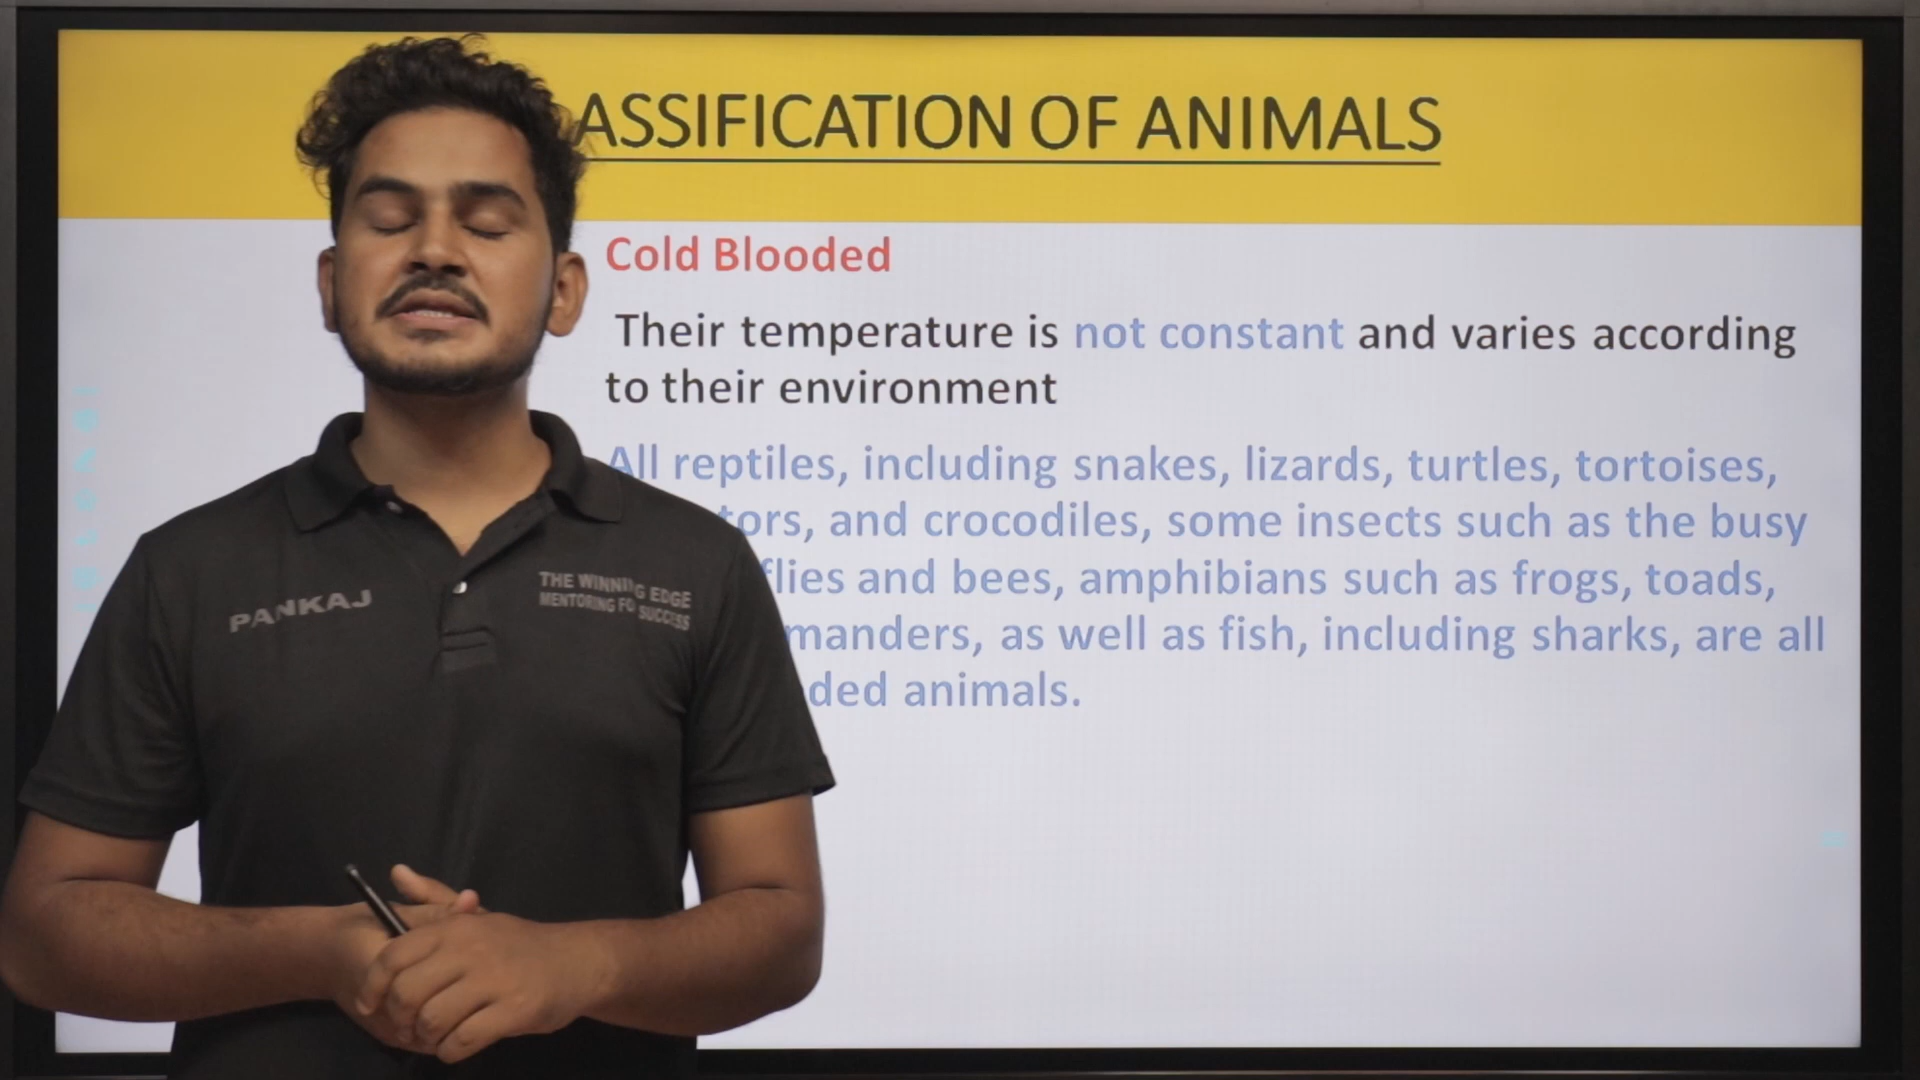 ASSIFICATION OF ANIMALS
Cold Blooded
Their temperature is not constant and varies according
to their environment
All reptiles, including snakes, lizards, turtles, tortoises,
tors, and crocodiles, some insects such as the busy
flies and bees, amphibians such as frogs, toads,
manders, as well as fish, including sharks, are all
ded animals.
PANKAJ
THE WINNING EDGE
MENTORING FO SUCCESS